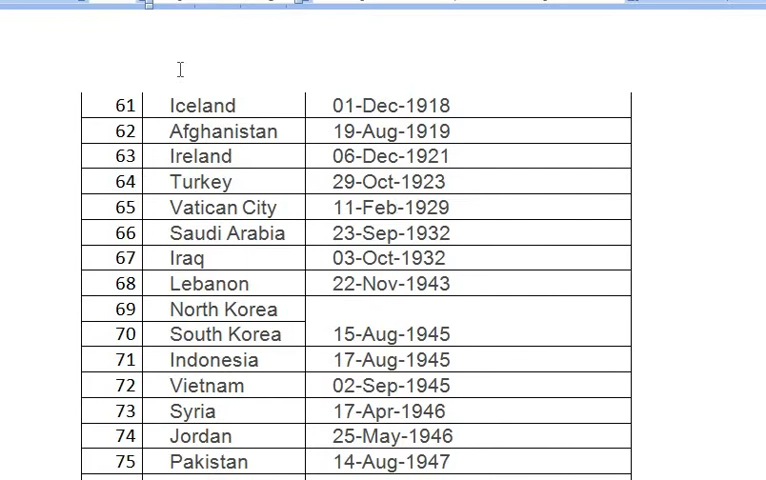 61 Iceland 01-Dec-1918
62 Afghanistan 19-Aug-1919
63 Ireland 06-Dec-1921
64 Turkey 29-Oct-1923
65 Vatican City 11-Feb-1929
66 Saudi Arabia 23-Sep-1932
67 Iraq 03-Oct-1932
68 Lebanon 22-Nov-1943
69 North Korea
70 South Korea 15-Aug-1945
71 Indonesia 17-Aug-1945
72 Vietnam 02-Sep-1945
73 Syria 17-Apr-1946
74 Jordan 25-May-1946
75 Pakistan 14-Aug-1947